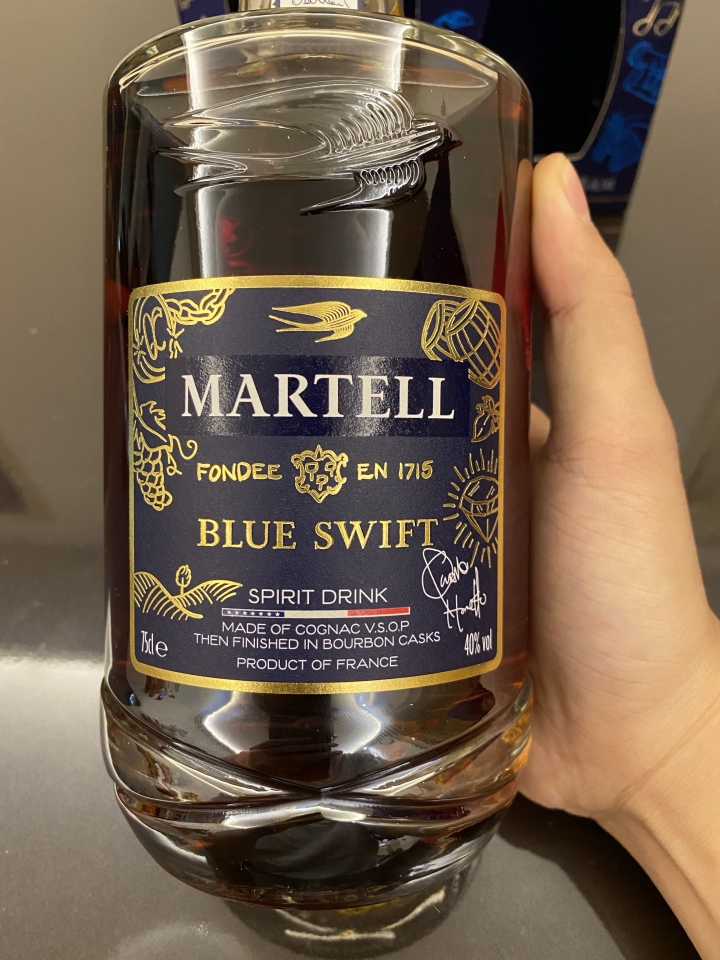 MARTELL
FONDEE EN 1715
BLUE SWIFT
SPIRIT DRINK
MADE OF COGNAC V.S.O.P
THEN FINISHED IN BOURBON CASKS
PRODUCT OF FRANCE
75cl e
40% vol